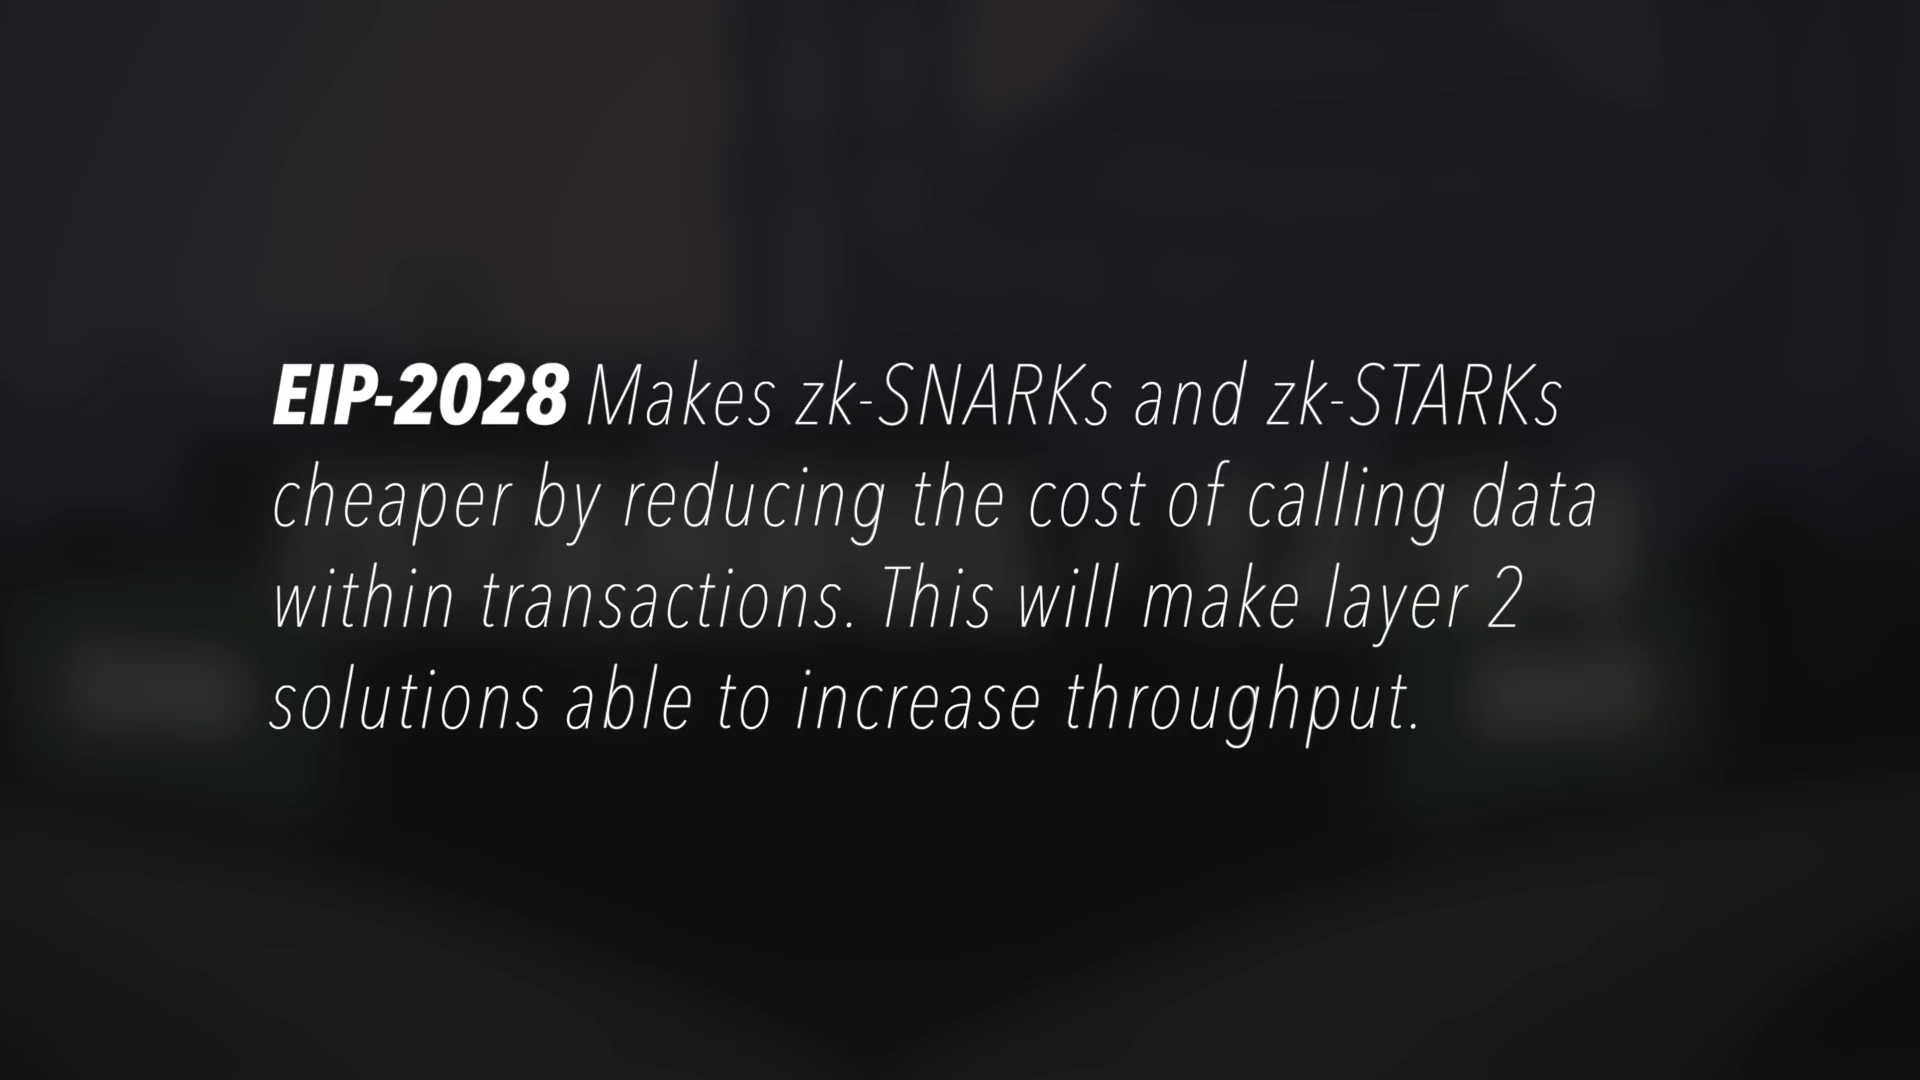 EIP-2028 Makes zk-SNARKs and zk-STARKs
cheaper by reducing the cost of calling data
within transactions. This will make layer 2
solutions able to increase throughput.